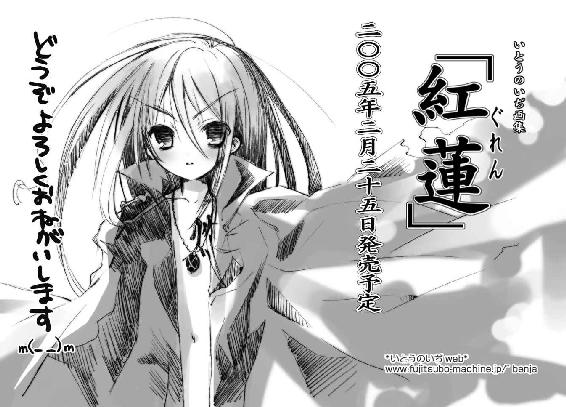 いとうのいぢ画集
「紅蓮」
ぐれん
二〇〇五年二月二十五日発売予定
どうぞよろしくおねがいします
m(_ _)m
*いとうのいぢweb*
www.fujitsubo-machine.jp/~banja